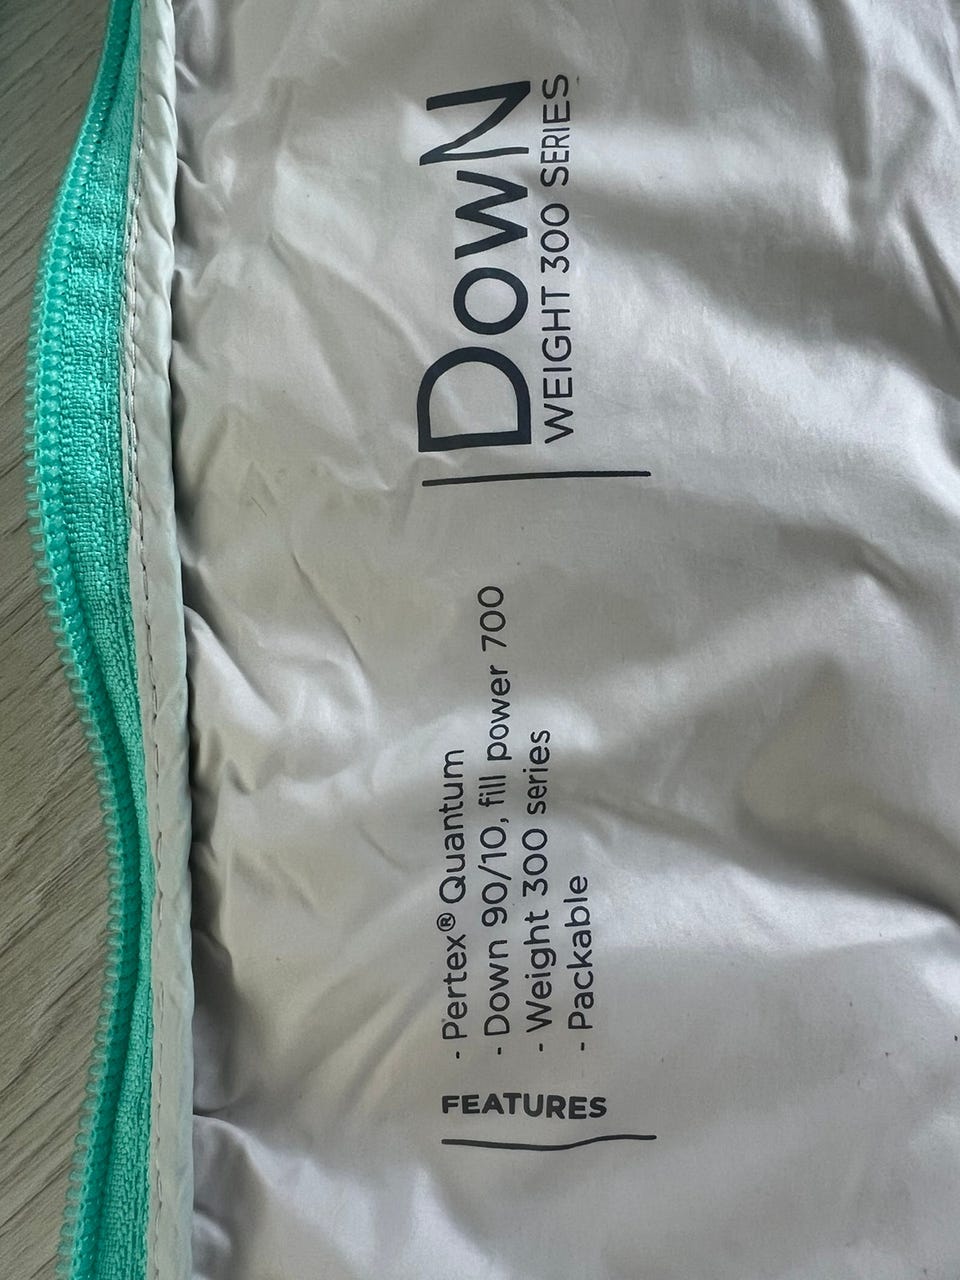 DowN
WEIGHT 300 SERIES
FEATURES
- Pertex® Quantum
- Down 90/10, fill power 700
- Weight 300 series
- Packable